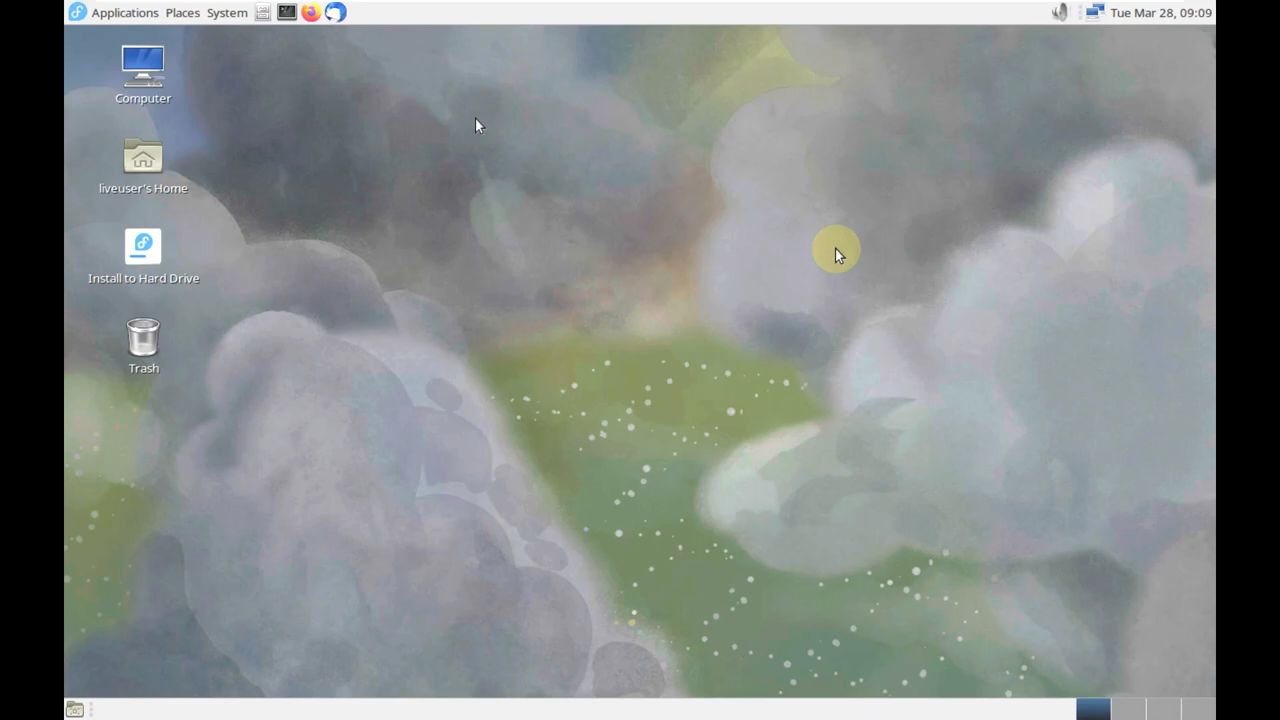 Applications Places System
Tue Mar 28, 09:09
Computer
liveuser's Home
Install to Hard Drive
Trash